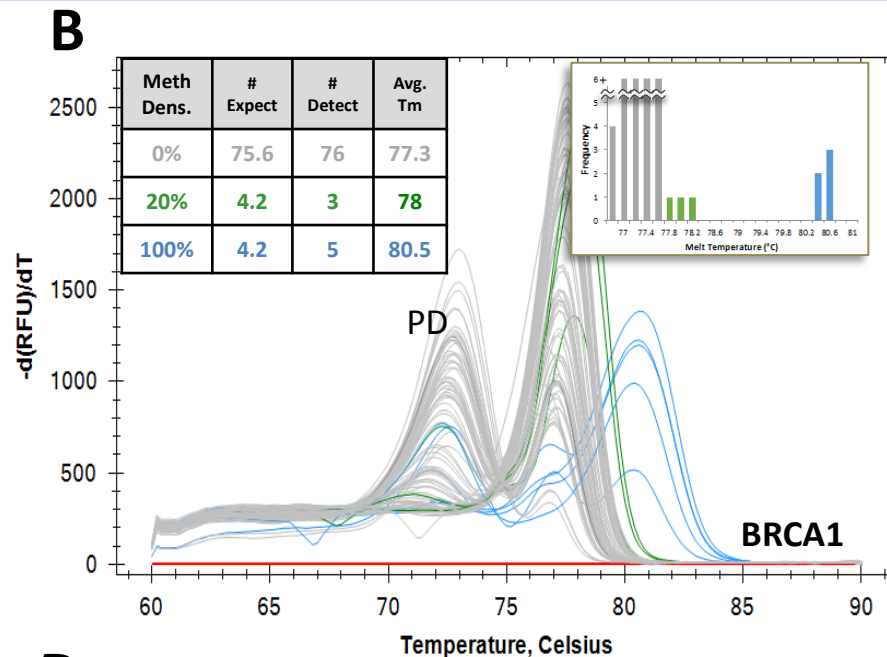 B
Meth Dens. # Expect # Detect Avg. Tm
0% 75.6 76 77.3
20% 4.2 3 78
100% 4.2 5 80.5
6+
5
4
3
2
1
0
Frequency
77 77.4 77.8 78.2 78.6 79 79.4 79.8 80.2 80.6 81
Melt Temperature (°C)
PD
BRCA1
-d(RFU)/dT
2500
2000
1500
1000
500
0
60 65 70 75 80 85 90
Temperature, Celsius